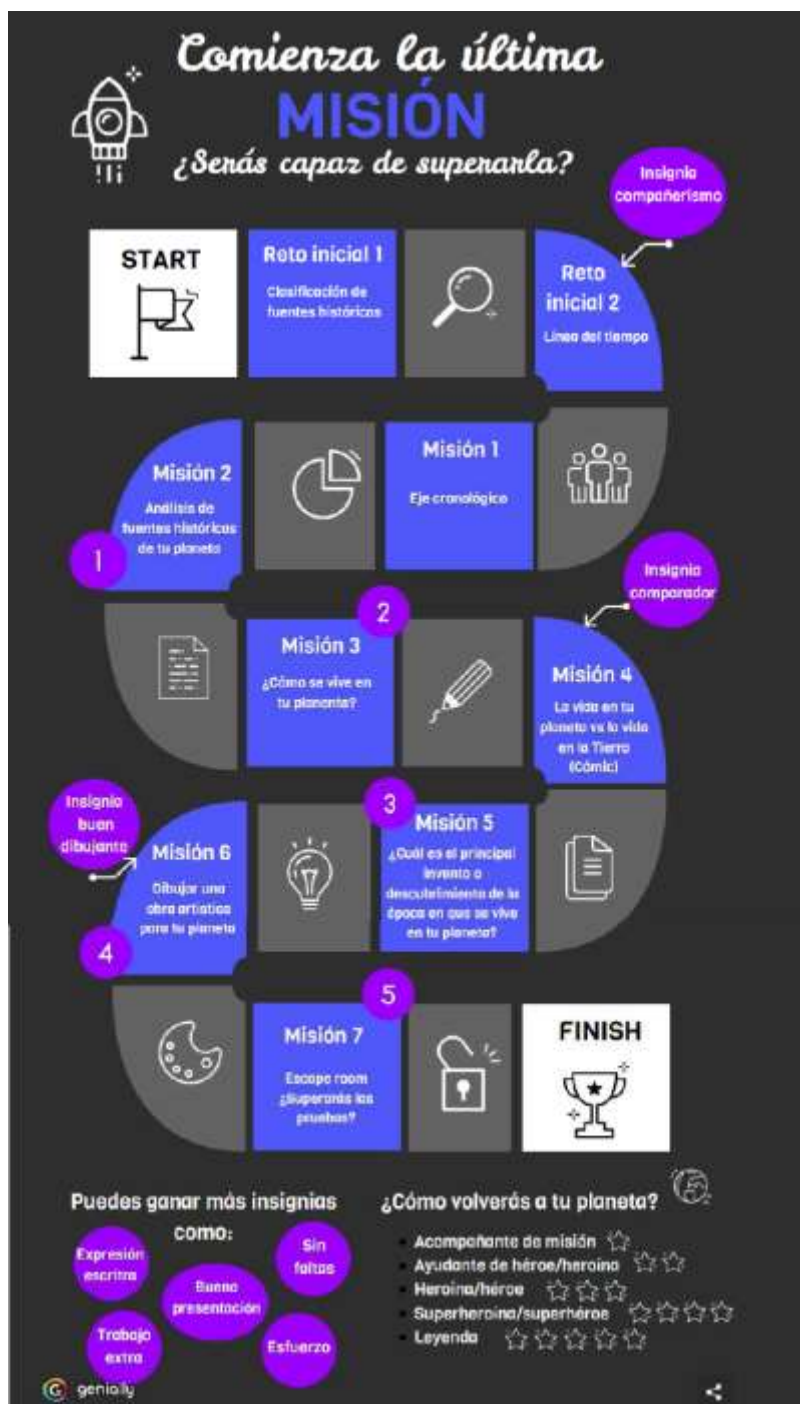 Comienza la última
MISIÓN
¿Serás capaz de superarla?
Insignia
compañerismo
START
Reto inicial 1
Clasificación de
fuentes históricas
Reto
inicial 2
Línea del tiempo
Misión 2
Análisis de
fuentes históricas
de tu planeta
1
Misión 1
Eje cronológico
Insignia
comparador
2
Misión 3
¿Cómo se vive en
tu plananta?
Misión 4
La vida en tu
planeta vs la vida
en la Tierra
(Cómic)
Insignia
buen
dibujante
3
Misión 6
Dibujar una
obra artística
para tu planeta
4
Misión 5
¿Cuál es el principal
invento o
descubrimiento de la
época en que se vive
en tu planeta?
5
Misión 7
Escape room
¿Superarás las
pruebas?
FINISH
Puedes ganar más insignias
como:
Expresión
escritra
Sin
faltas
Buena
presentación
Trabajo
extra
Esfuerzo
¿Cómo volverás a tu planeta?
Acompañante de misión
Ayudante de héroe/heroína
Heroína/héroe
Superheroína/superhéroe
Leyenda
genially